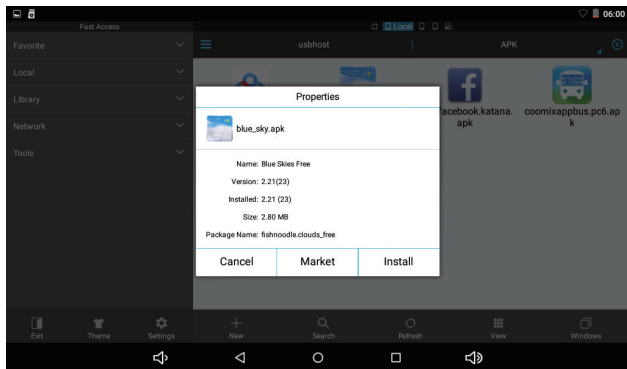 06:00
Fast Access
Local
Favorite
usbhost
APK
Local
Library
Network
Tools
acebook.katana.
apk
coomixappbus.pc6.ap
k
Properties
blue_sky.apk
Name: Blue Skies Free
Version: 2.21(23)
Installed: 2.21 (23)
Size: 2.80 MB
Package Name: fishnoodle.clouds_free
Cancel
Market
Install
Exit
Theme
Settings
New
Search
Refresh
View
Windows